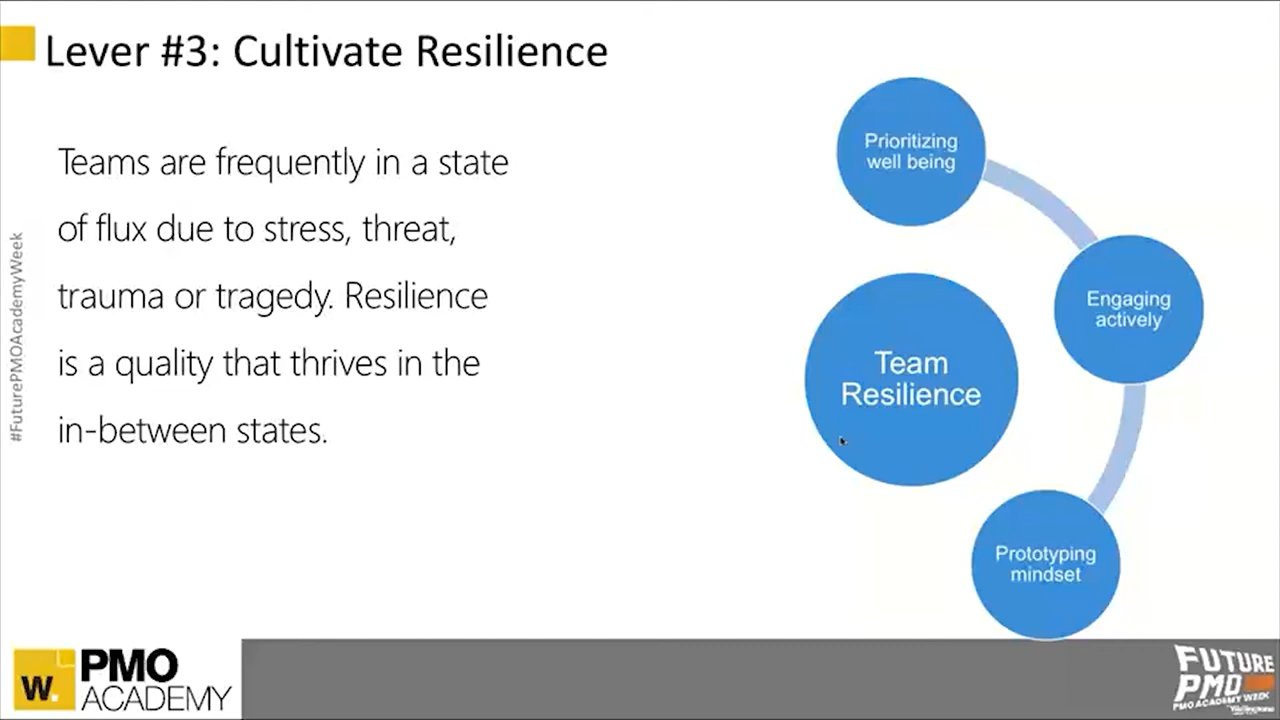 Lever #3: Cultivate Resilience
Teams are frequently in a state
of flux due to stress, threat,
trauma or tragedy. Resilience
is a quality that thrives in the
in-between states.
Prioritizing
well being
Engaging
actively
Team
Resilience
Prototyping
mindset
#FuturePMOAcademyWeek
w.
PMO
ACADEMY
FUTURE
PMO
PMO ACADEMY WEEK